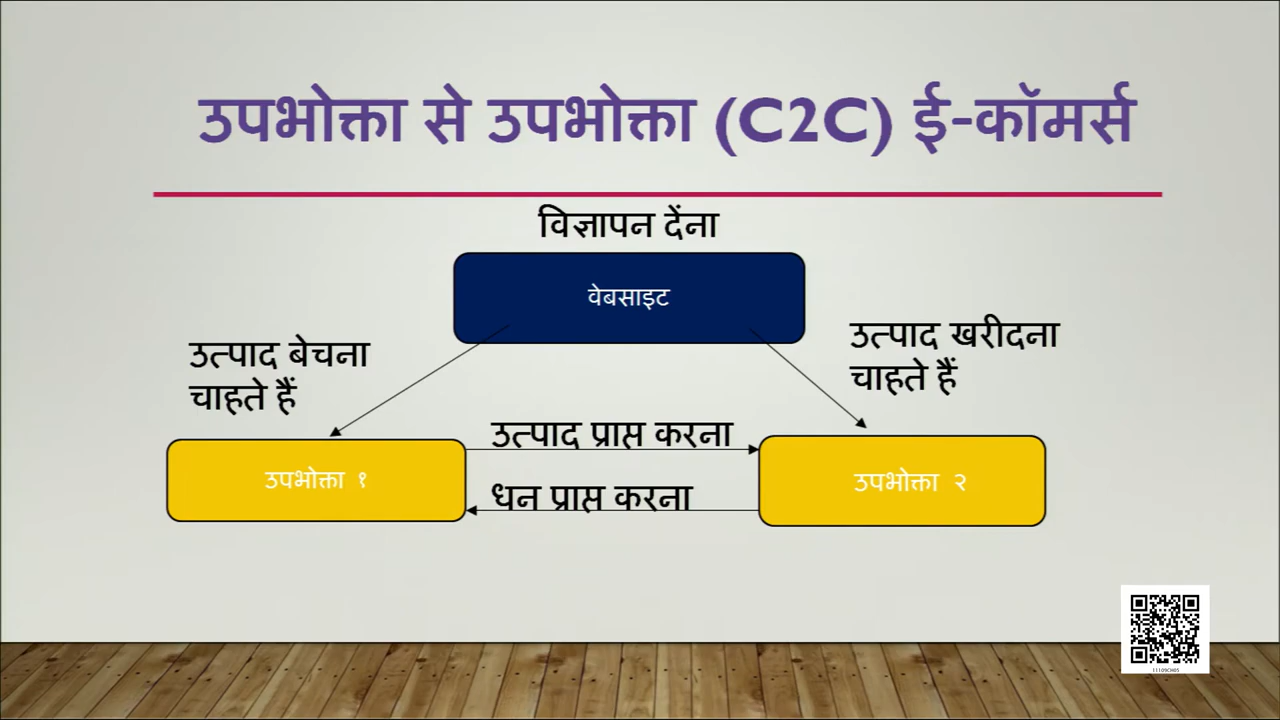 उपभोक्ता से उपभोक्ता (C2C) ई-कॉमर्स
विज्ञापन देंना
वेबसाइट
उत्पाद बेचना
चाहते हैं
उत्पाद खरीदना
चाहते हैं
उत्पाद प्राप्त करना
उपभोक्ता १
धन प्राप्त करना
उपभोक्ता २
11109CH05